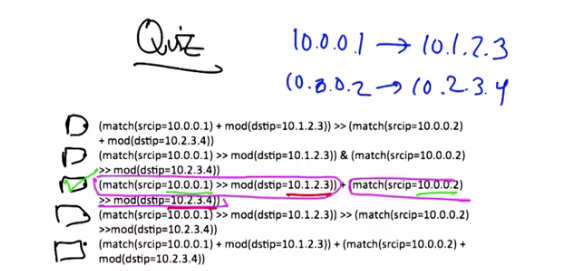 Quiz
10.0.0.1 → 10.1.2.3
10.0.0.2 → 10.2.3.4
(match(srcip=10.0.0.1) + mod(dstip=10.1.2.3)) >> (match(srcip=10.0.0.2)
+ mod(dstip=10.2.3.4))
(match(srcip=10.0.0.1) >> mod(dstip=10.1.2.3)) & (match(srcip=10.0.0.2)
>> mod(dstip=10.2.3.4))
(match(srcip=10.0.0.1) >> mod(dstip=10.1.2.3)) + (match(srcip=10.0.0.2)
>> mod(dstip=10.2.3.4))
(match(srcip=10.0.0.1) >> mod(dstip=10.1.2.3)) >> (match(srcip=10.0.0.2)
>>mod(dstip=10.2.3.4))
(match(srcip=10.0.0.1) + mod(dstip=10.1.2.3)) + (match(srcip=10.0.0.2) +
mod(dstip=10.2.3.4))